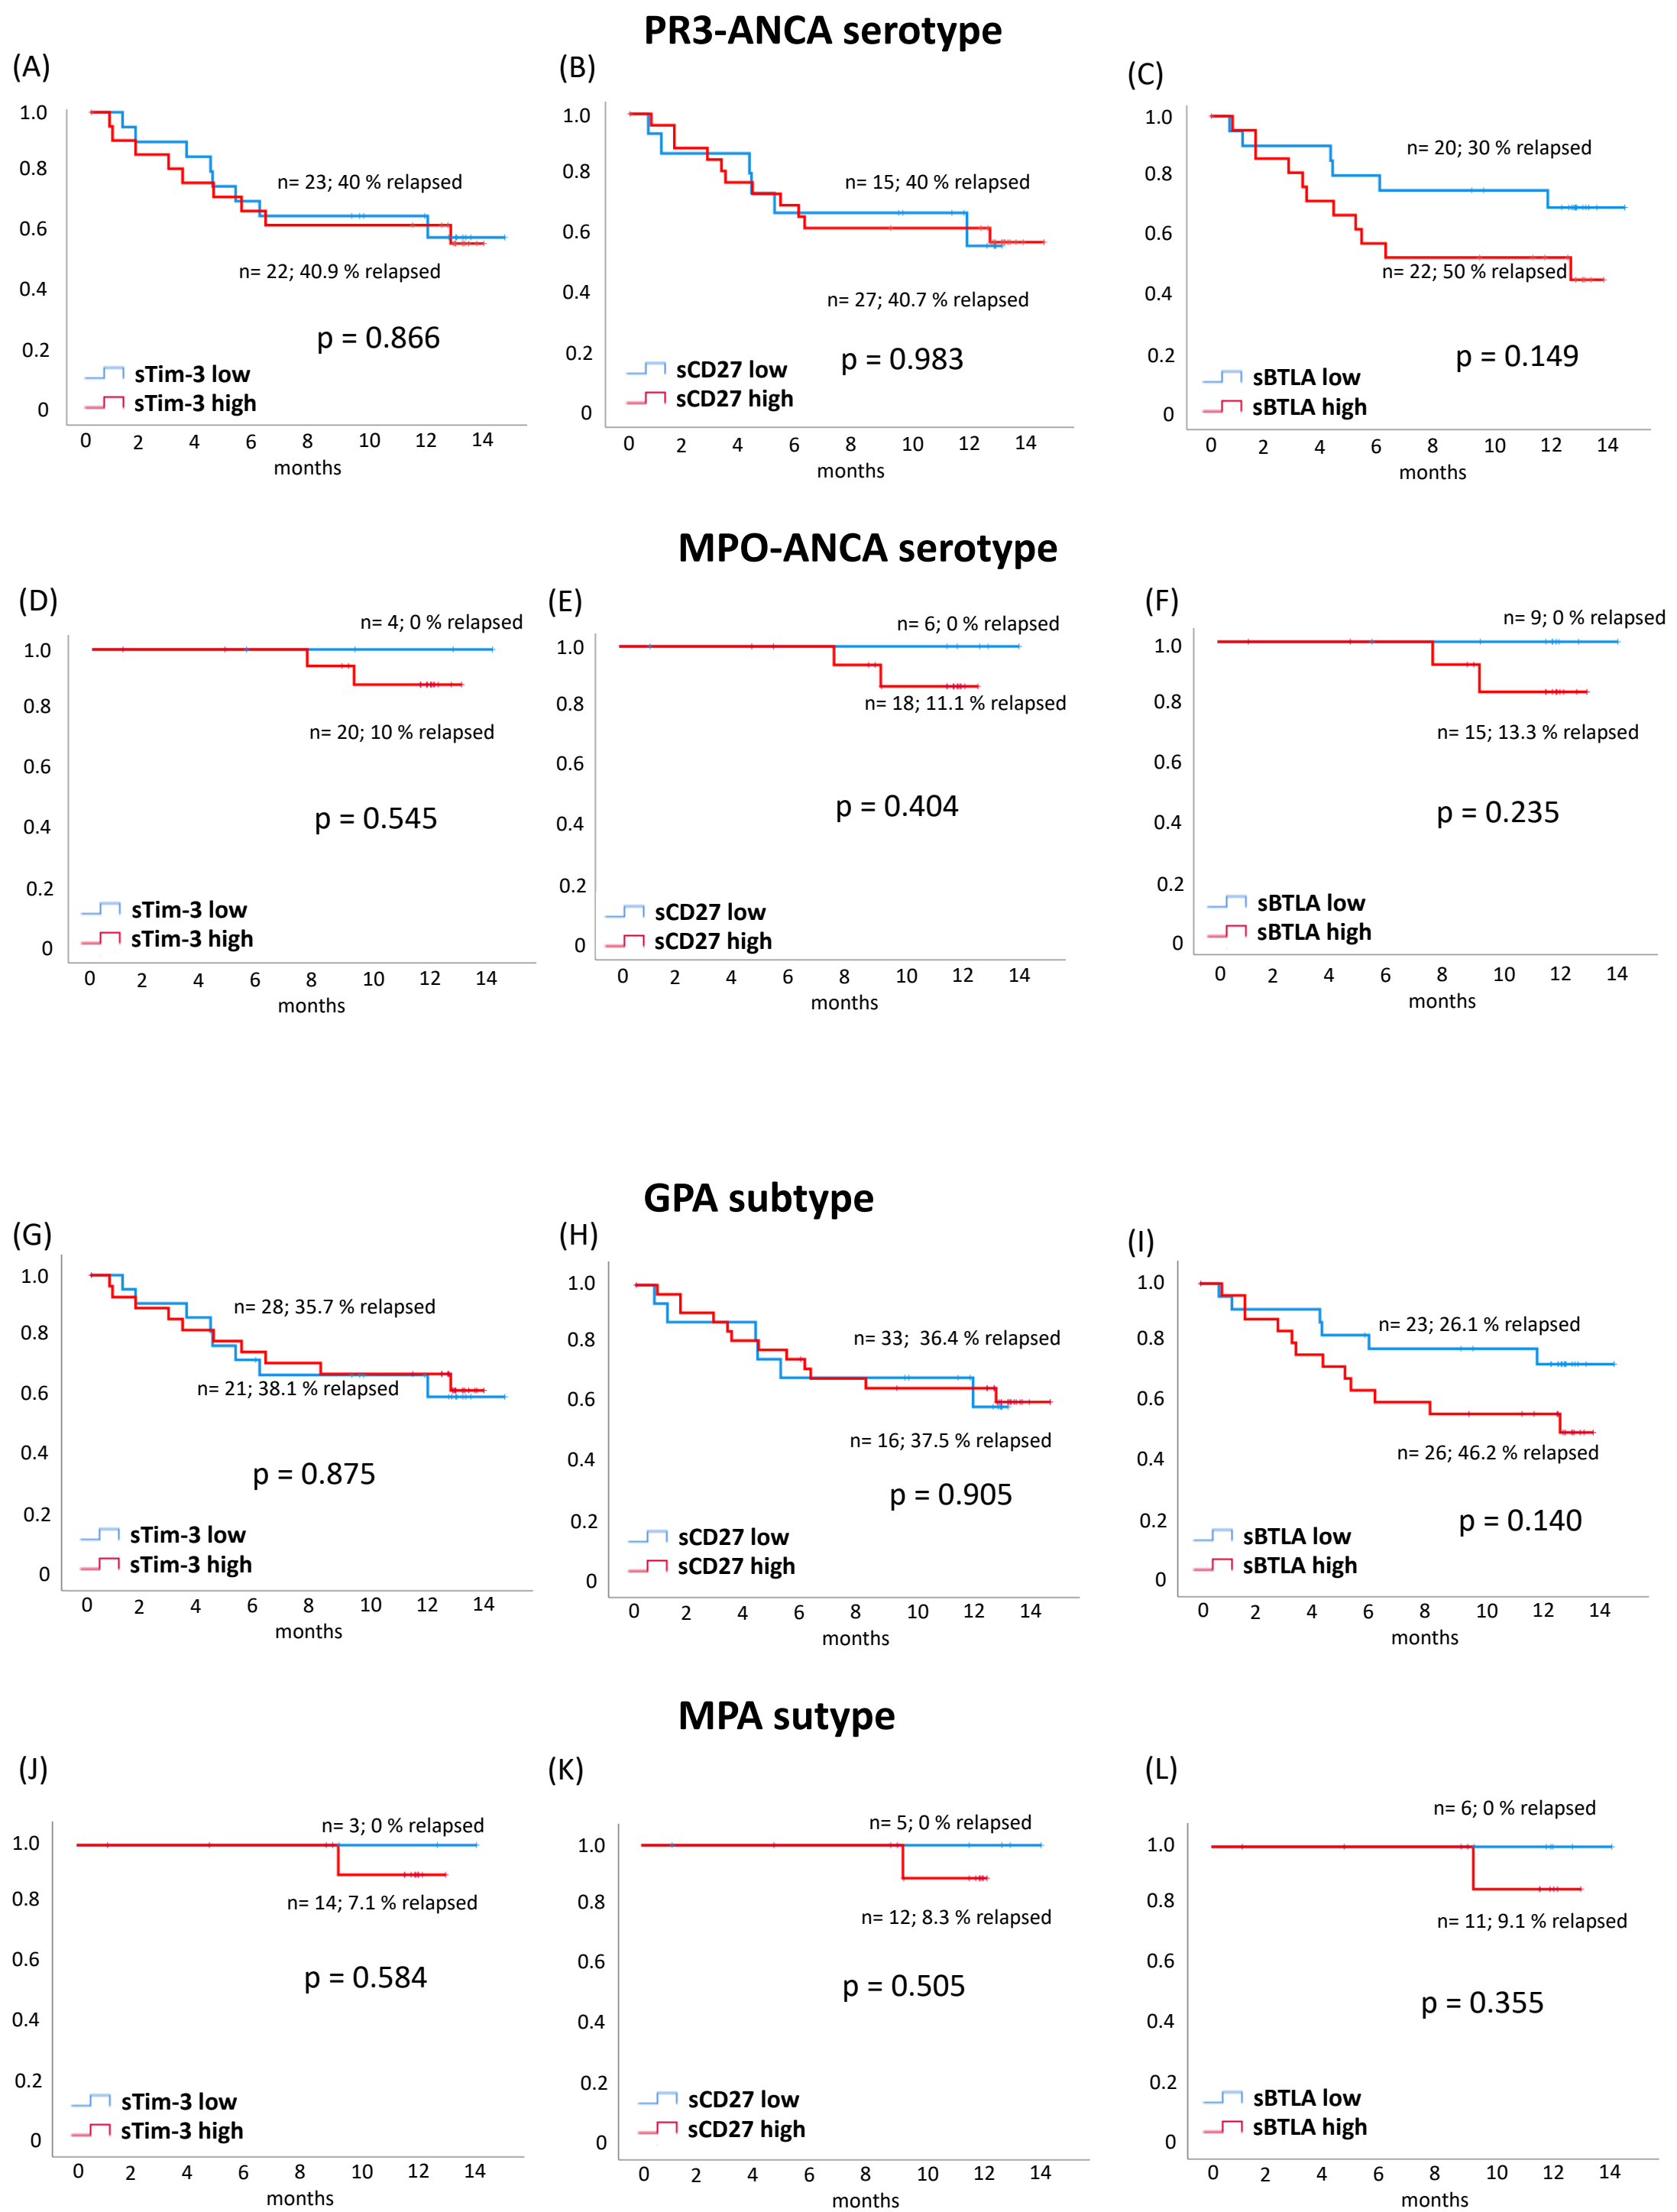 PR3-ANCA serotype
(A)
1.0
0.8
0.6
0.4
0.2
0
n= 23; 40 % relapsed
n= 22; 40.9 % relapsed
p = 0.866
sTim-3 low
sTim-3 high
0 2 4 6 8 10 12 14
months
(B)
1.0
0.8
0.6
0.4
0.2
0
n= 15; 40 % relapsed
n= 27; 40.7 % relapsed
p = 0.983
sCD27 low
sCD27 high
0 2 4 6 8 10 12 14
months
(C)
1.0
0.8
0.6
0.4
0.2
0
n= 20; 30 % relapsed
n= 22; 50 % relapsed
p = 0.149
sBTLA low
sBTLA high
0 2 4 6 8 10 12 14
months
MPO-ANCA serotype
(D)
1.0
0.8
0.6
0.4
0.2
0
n= 4; 0 % relapsed
n= 20; 10 % relapsed
p = 0.545
sTim-3 low
sTim-3 high
0 2 4 6 8 10 12 14
months
(E)
1.0
0.8
0.6
0.4
0.2
0
n= 6; 0 % relapsed
n= 18; 11.1 % relapsed
p = 0.404
sCD27 low
sCD27 high
0 2 4 6 8 10 12 14
months
(F)
1.0
0.8
0.6
0.4
0.2
0
n= 9; 0 % relapsed
n= 15; 13.3 % relapsed
p = 0.235
sBTLA low
sBTLA high
0 2 4 6 8 10 12 14
months
GPA subtype
(G)
1.0
0.8
0.6
0.4
0.2
0
n= 28; 35.7 % relapsed
n= 21; 38.1 % relapsed
p = 0.875
sTim-3 low
sTim-3 high
0 2 4 6 8 10 12 14
months
(H)
1.0
0.8
0.6
0.4
0.2
0
n= 33; 36.4 % relapsed
n= 16; 37.5 % relapsed
p = 0.905
sCD27 low
sCD27 high
0 2 4 6 8 10 12 14
months
(I)
1.0
0.8
0.6
0.4
0.2
0
n= 23; 26.1 % relapsed
n= 26; 46.2 % relapsed
p = 0.140
sBTLA low
sBTLA high
0 2 4 6 8 10 12 14
months
MPA sutype
(J)
1.0
0.8
0.6
0.4
0.2
0
n= 3; 0 % relapsed
n= 14; 7.1 % relapsed
p = 0.584
sTim-3 low
sTim-3 high
0 2 4 6 8 10 12 14
months
(K)
1.0
0.8
0.6
0.4
0.2
0
n= 5; 0 % relapsed
n= 12; 8.3 % relapsed
p = 0.505
sCD27 low
sCD27 high
0 2 4 6 8 10 12 14
months
(L)
1.0
0.8
0.6
0.4
0.2
0
n= 6; 0 % relapsed
n= 11; 9.1 % relapsed
p = 0.355
sBTLA low
sBTLA high
0 2 4 6 8 10 12 14
months